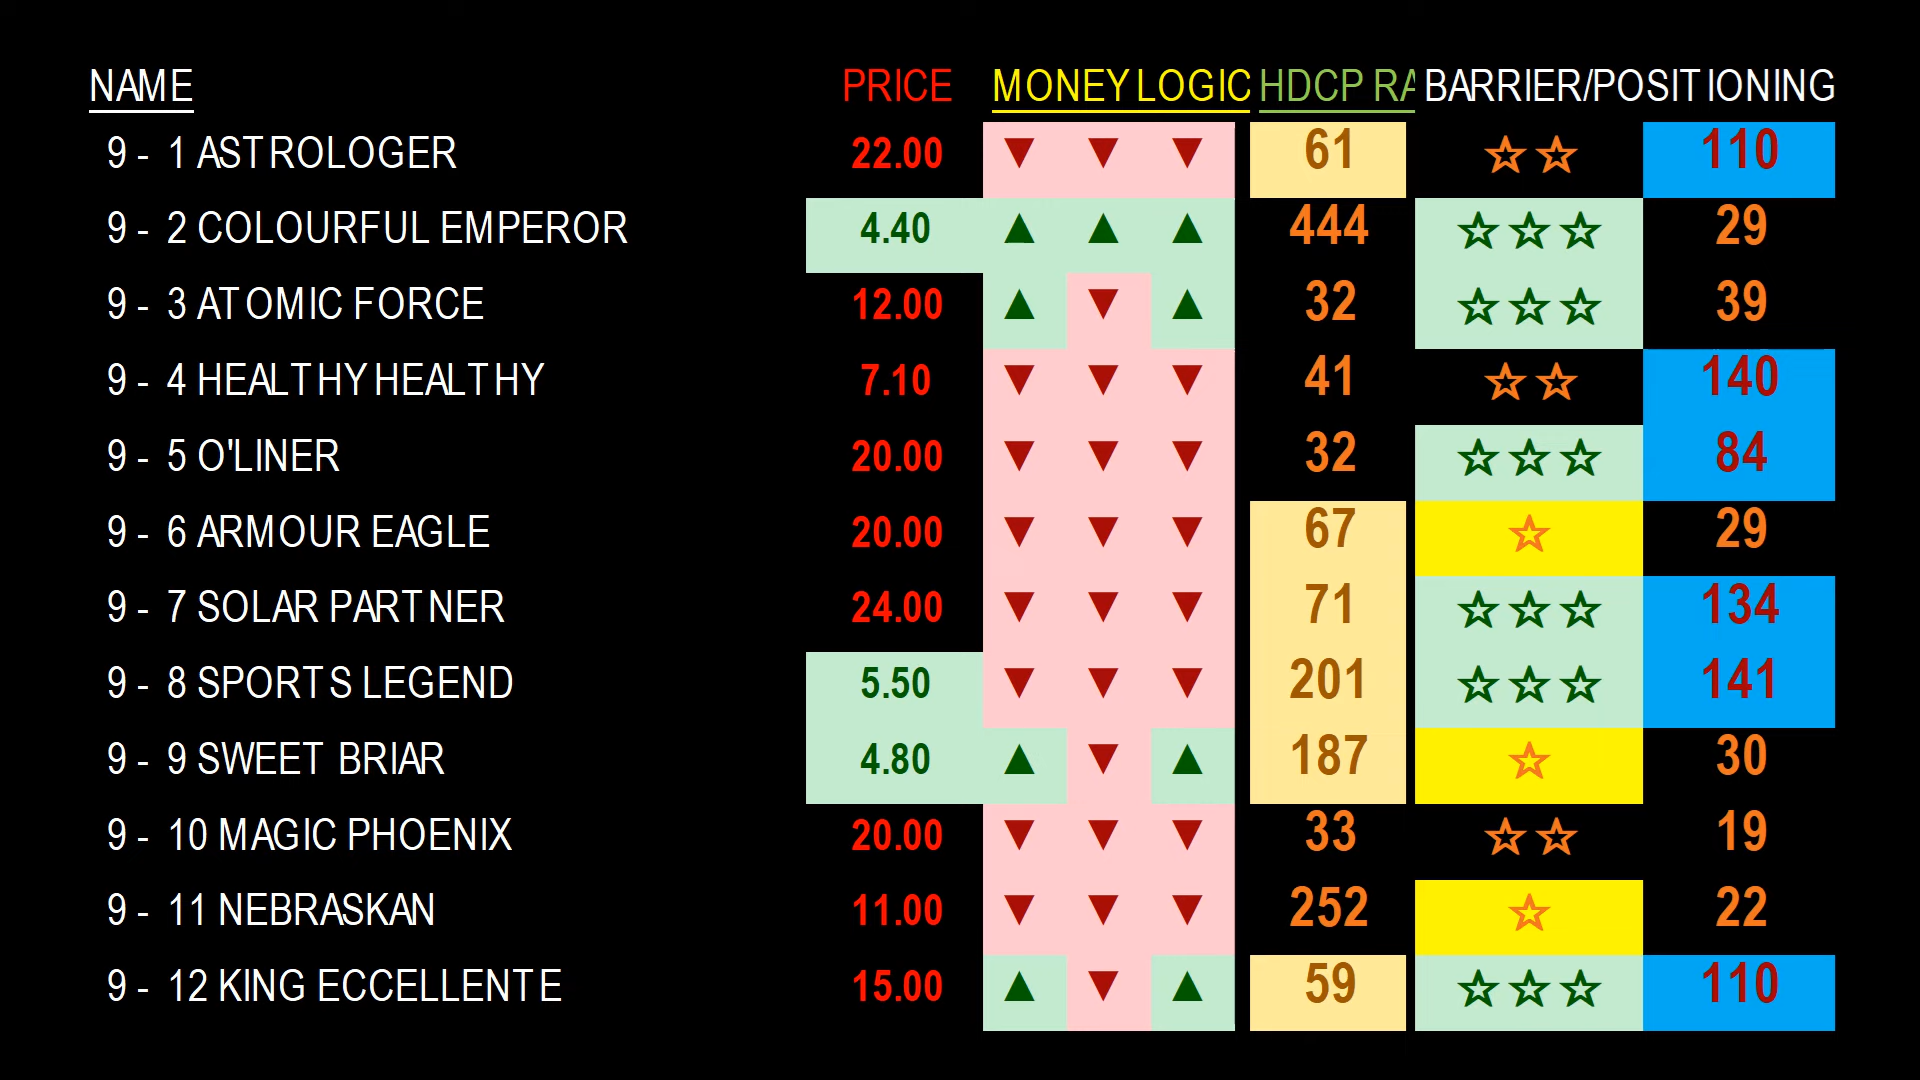 NAME PRICE MONEY LOGIC HDCP RA BARRIER/POSITIONING
9 - 1 ASTROLOGER 22.00 ▼ ▼ ▼ 61 ☆☆ 110
9 - 2 COLOURFUL EMPEROR 4.40 ▲ ▲ ▲ 444 ☆☆☆ 29
9 - 3 ATOMIC FORCE 12.00 ▲ ▼ ▲ 32 ☆☆☆ 39
9 - 4 HEALTHY HEALTHY 7.10 ▼ ▼ ▼ 41 ☆☆ 140
9 - 5 O'LINER 20.00 ▼ ▼ ▼ 32 ☆☆☆ 84
9 - 6 ARMOUR EAGLE 20.00 ▼ ▼ ▼ 67 ☆ 29
9 - 7 SOLAR PARTNER 24.00 ▼ ▼ ▼ 71 ☆☆☆ 134
9 - 8 SPORTS LEGEND 5.50 ▼ ▼ ▼ 201 ☆☆☆ 141
9 - 9 SWEET BRIAR 4.80 ▲ ▼ ▲ 187 ☆ 30
9 - 10 MAGIC PHOENIX 20.00 ▼ ▼ ▼ 33 ☆☆ 19
9 - 11 NEBRASKAN 11.00 ▼ ▼ ▼ 252 ☆ 22
9 - 12 KING ECCELLENTE 15.00 ▲ ▼ ▲ 59 ☆☆☆ 110